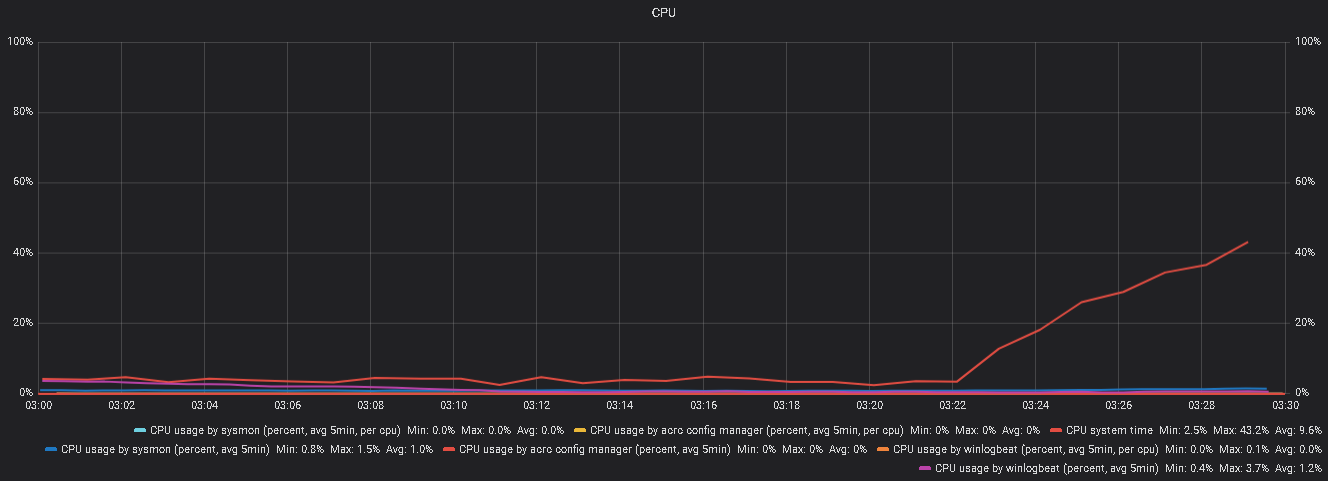 CPU
100% 100%
80% 80%
60% 60%
40% 40%
20% 20%
0% 0%
03:00 03:02 03:04 03:06 03:08 03:10 03:12 03:14 03:16 03:18 03:20 03:22 03:24 03:26 03:28 03:30
CPU usage by sysmon (percent, avg 5min, per cpu) Min: 0.0% Max: 0.0% Avg: 0.0% CPU usage by acrc config manager (percent, avg 5min, per cpu) Min: 0% Max: 0% Avg: 0% CPU system time Min: 2.5% Max: 43.2% Avg: 9.6%
CPU usage by sysmon (percent, avg 5min) Min: 0.8% Max: 1.5% Avg: 1.0% CPU usage by acrc config manager (percent, avg 5min) Min: 0% Max: 0% Avg: 0% CPU usage by winlogbeat (percent, avg 5min, per cpu) Min: 0.0% Max: 0.1% Avg: 0.0%
CPU usage by winlogbeat (percent, avg 5min) Min: 0.4% Max: 3.7% Avg: 1.2%